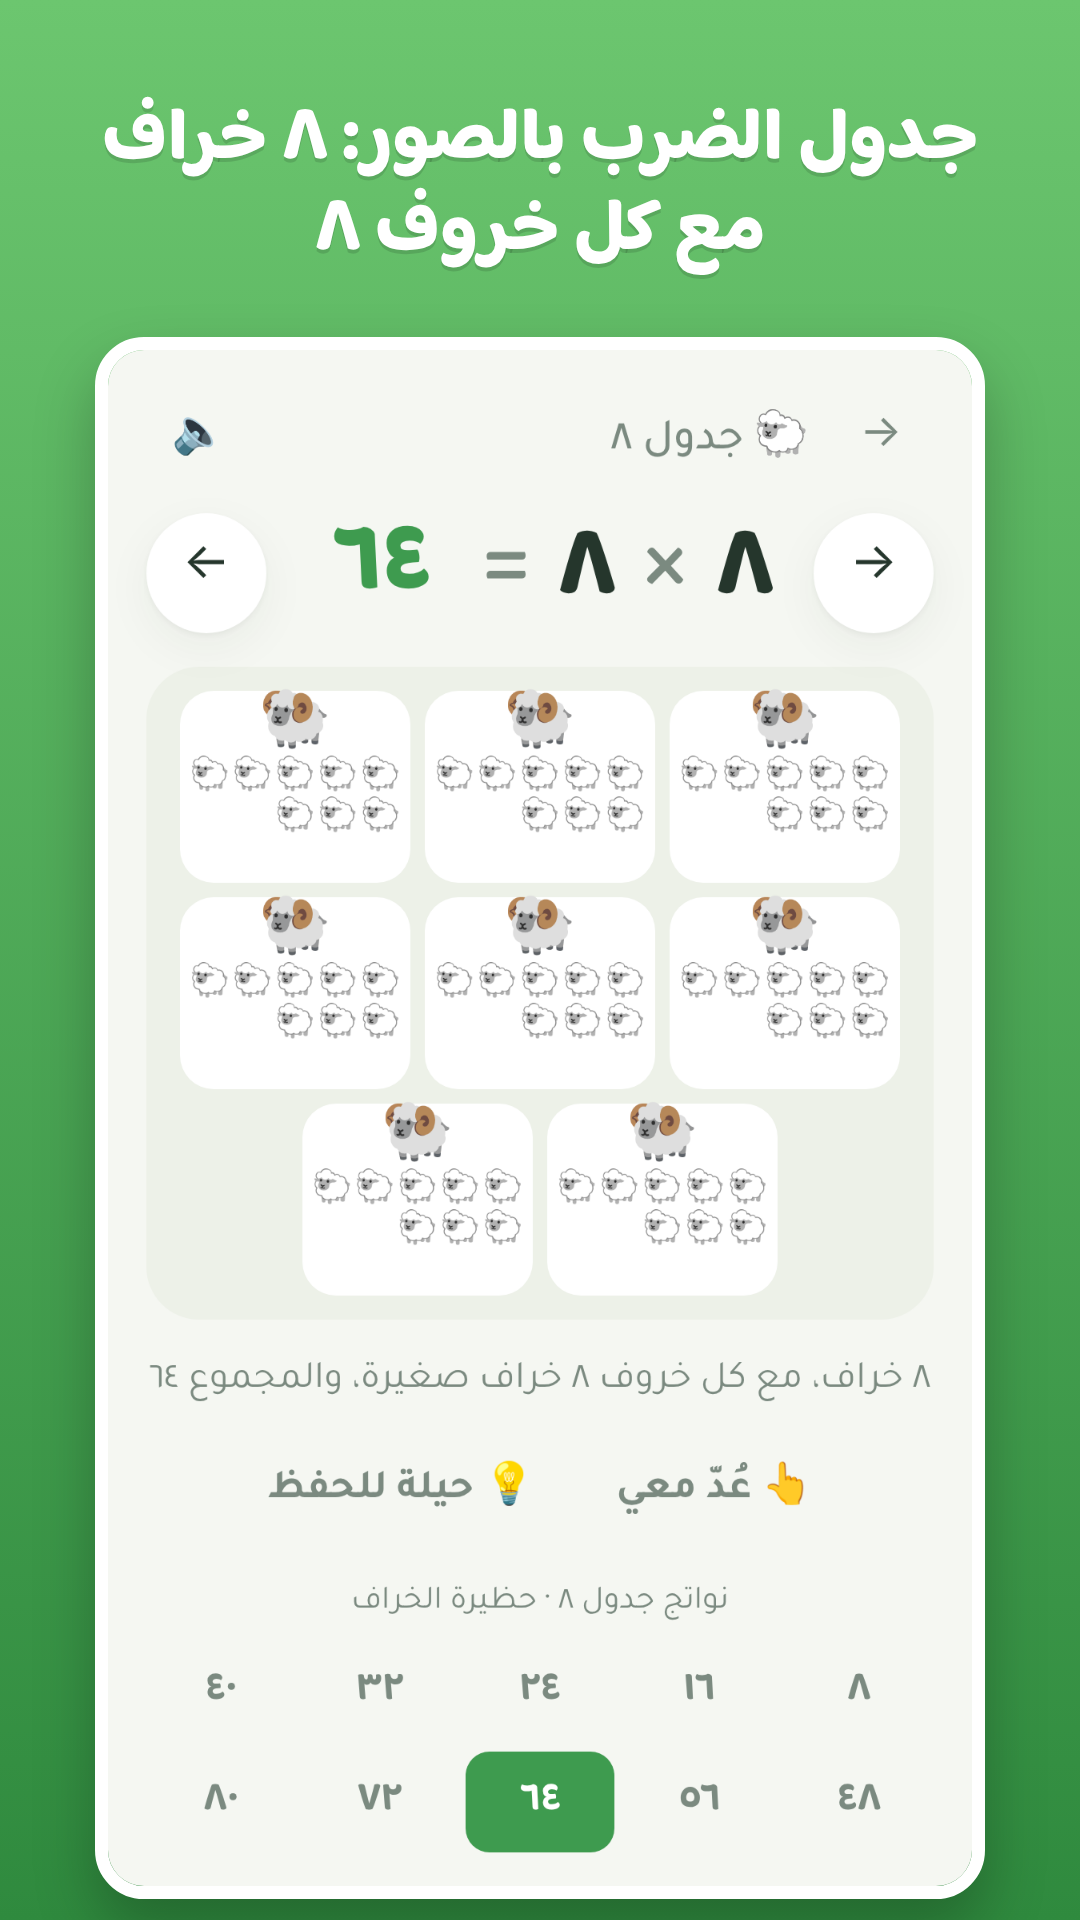 جدول الضرب بالصور: ٨ خراف
مع كل خروف ٨
→ 🐑 جدول ٨
٨ × ٨ = ٦٤
٨ خراف، مع كل خروف ٨ خراف صغيرة، والمجموع ٦٤
👆 عُدّ معي
💡 حيلة للحفظ
نواتج جدول ٨ · حظيرة الخراف
٨ ١٦ ٢٤ ٣٢ ٤٠
٤٨ ٥٦ ٦٤ ٧٢ ٨٠